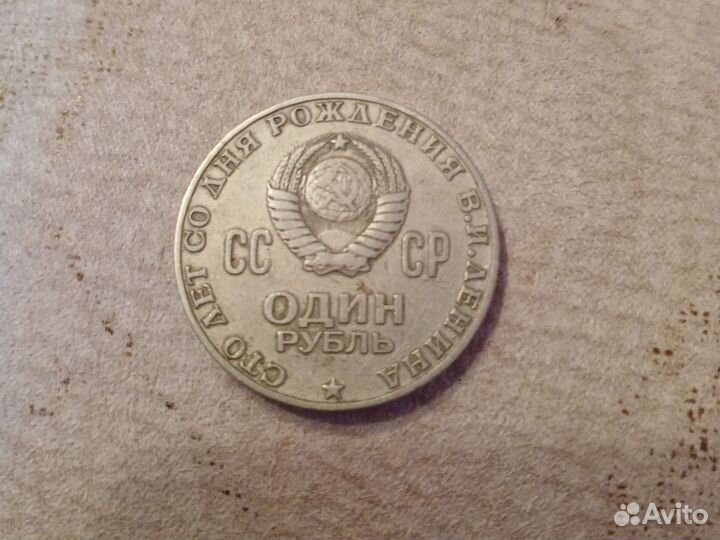 СТО ЛЕТ СО ДНЯ РОЖДЕНИЯ В.И.ЛЕНИНА
СС СР
ОДИН
РУБЛЬ
Avito